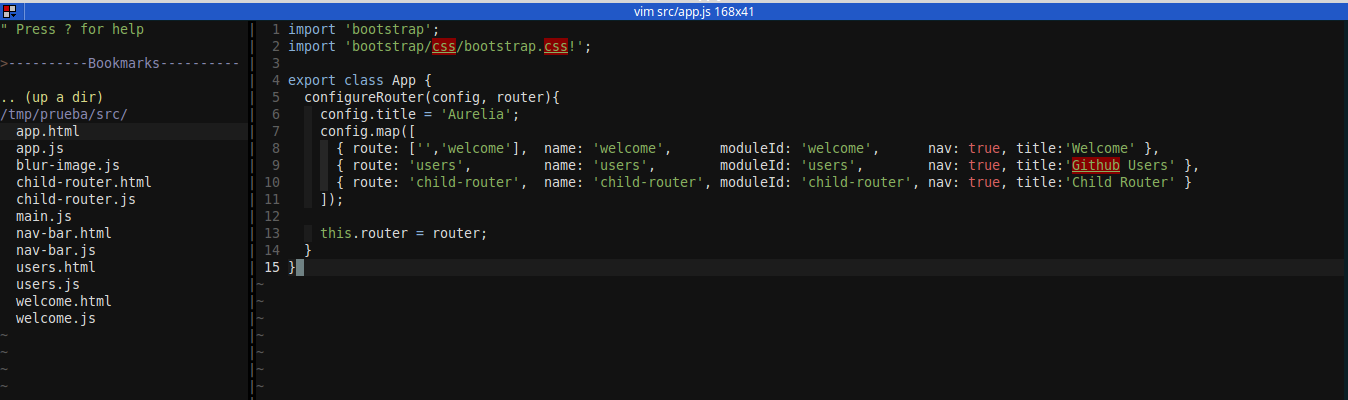 vim src/app.js 168x41
" Press ? for help
>----------Bookmarks----------
.. (up a dir)
/tmp/prueba/src/
app.html
app.js
blur-image.js
child-router.html
child-router.js
main.js
nav-bar.html
nav-bar.js
users.html
users.js
welcome.html
welcome.js
~
~
~
~
1 import 'bootstrap';
2 import 'bootstrap/css/bootstrap.css!';
3
4 export class App {
5   configureRouter(config, router){
6     config.title = 'Aurelia';
7     config.map([
8       { route: ['','welcome'],  name: 'welcome',      moduleId: 'welcome',      nav: true, title:'Welcome' },
9       { route: 'users',         name: 'users',        moduleId: 'users',        nav: true, title:'Github Users' },
10       { route: 'child-router',  name: 'child-router', moduleId: 'child-router', nav: true, title:'Child Router' }
11     ]);
12
13     this.router = router;
14   }
15 }
~
~
~
~
~
~
~